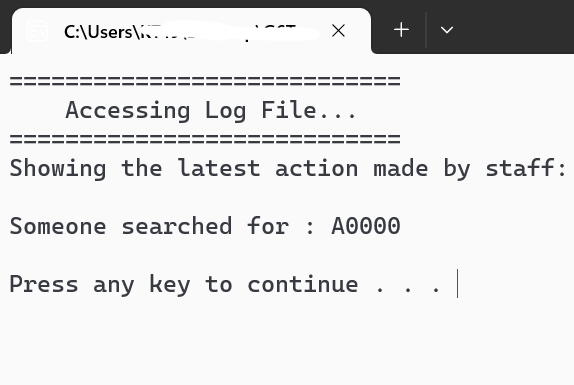 C:\Users\
============================
Accessing Log File...
============================
Showing the latest action made by staff:
Someone searched for : A0000
Press any key to continue . . .